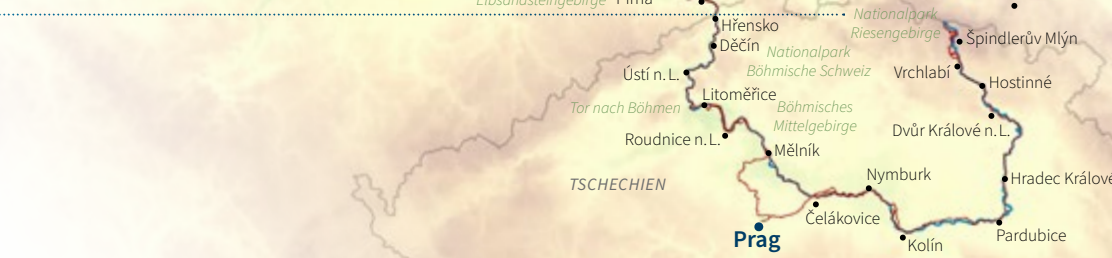 Elbsandsteingebirge
Pirna
Nationalpark
Riesengebirge
Hřensko
Děčín
Špindlerův Mlýn
Nationalpark
Böhmische Schweiz
Ústí n. L.
Vrchlabí
Hostinné
Litoměřice
Tor nach Böhmen
Böhmisches
Mittelgebirge
Dvůr Králové n. L.
Roudnice n. L.
Mělník
TSCHECHIEN
Nymburk
Hradec Králové
Čelákovice
Prag
Kolín
Pardubice